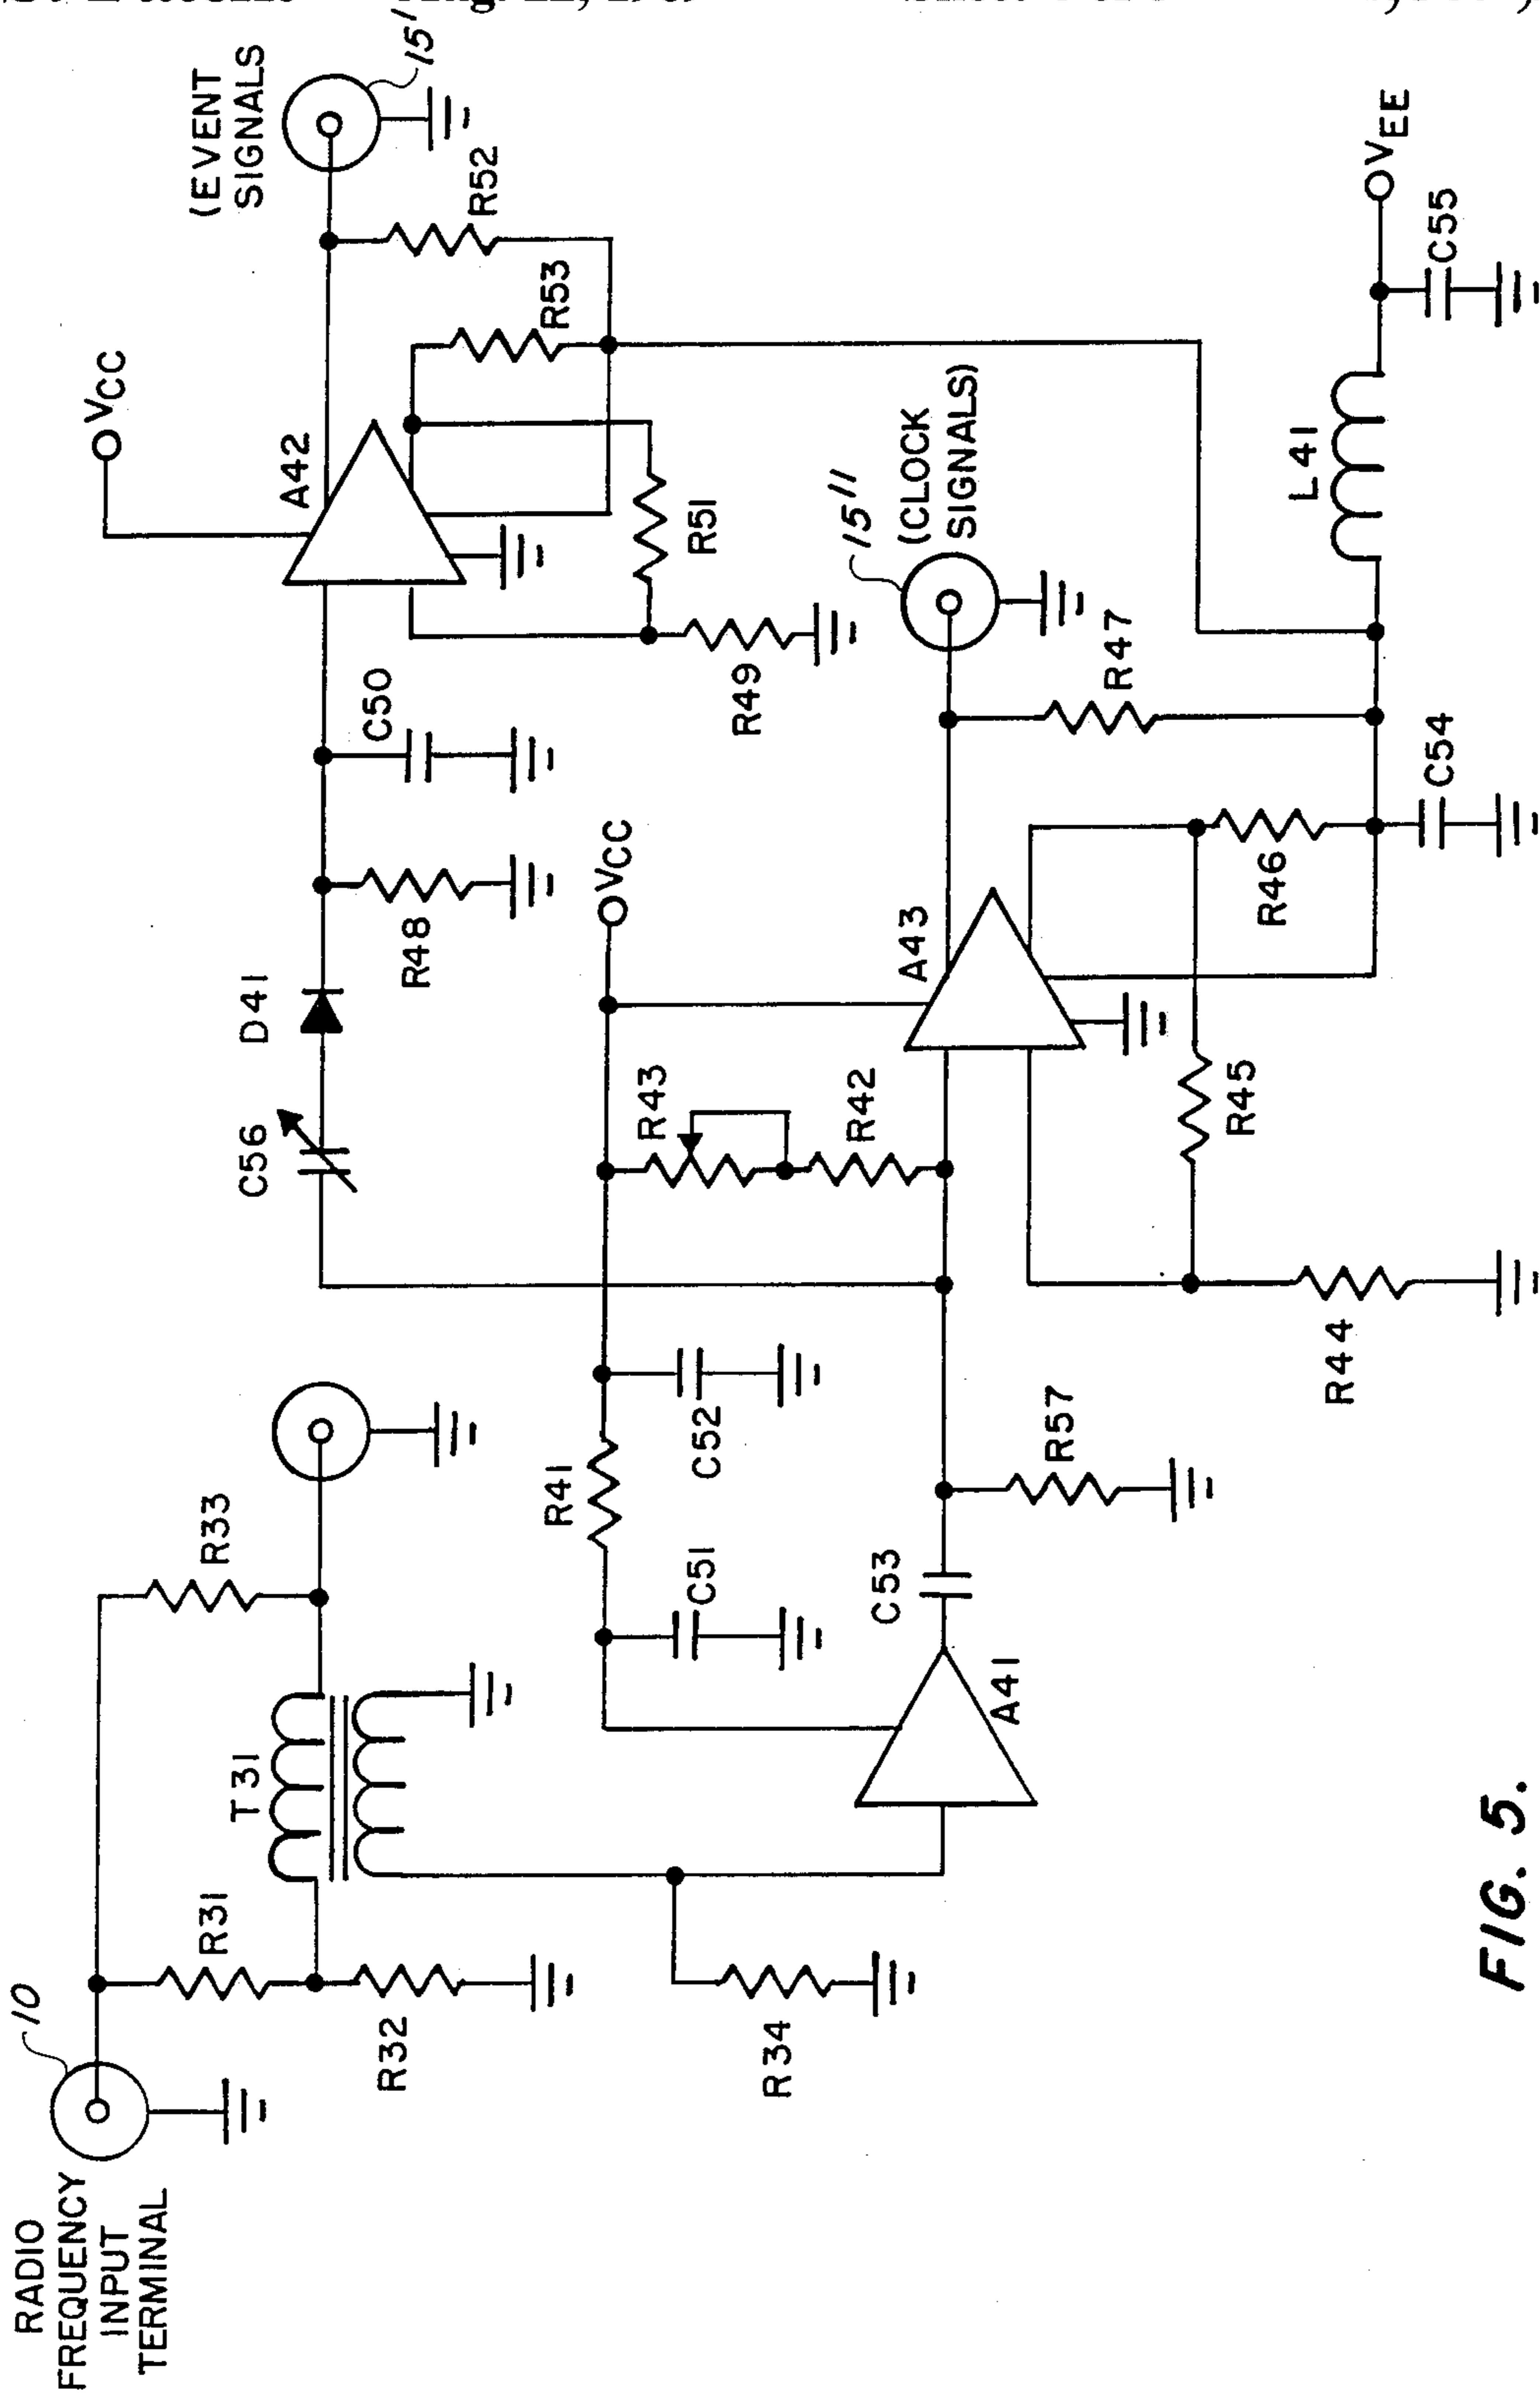 RADIO
FREQUENCY
INPUT
TERMINAL
10
R31
R32
R33
T31
R34
A41
C51
R41
C52
C53
R57
C56
D41
R48
C50
A42
VCC
(EVENT
SIGNALS
15'
R52
R53
R51
R49
VCC
R43
R42
A43
15''
(CLOCK
SIGNALS)
R47
R45
R46
R44
C54
L41
C55
VEE
FIG. 5.